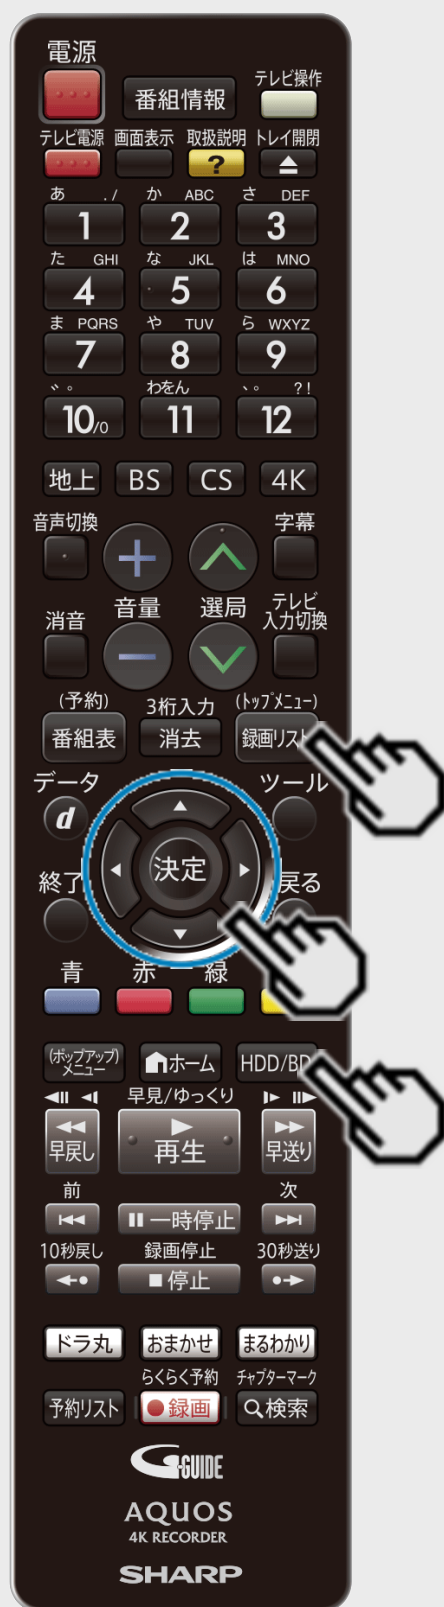 電源
番組情報
テレビ操作
テレビ電源 画面表示 取扱説明 トレイ開閉
?
あ ./ か ABC さ DEF
1 2 3
た GHI な JKL は MNO
4 5 6
ま PQRS や TUV ら WXYZ
7 8 9
゛゜ わをん 、。 ?!
10/0 11 12
地上 BS CS 4K
音声切換 字幕
消音 音量 選局 テレビ
入力切換
(予約) 3桁入力 (トップメニュー)
番組表 消去 録画リスト
データ ツール
d
決定
終了 戻る
青 赤 緑
(ポップアップ)
メニュー
ホーム HDD/BD
早見/ゆっくり
早戻し 再生 早送り
前 次
一時停止
10秒戻し 録画停止 30秒送り
停止
ドラ丸 おまかせ まるわかり
らくらく予約 チャプターマーク
予約リスト 録画 検索
G-GUIDE
AQUOS
4K RECORDER
SHARP